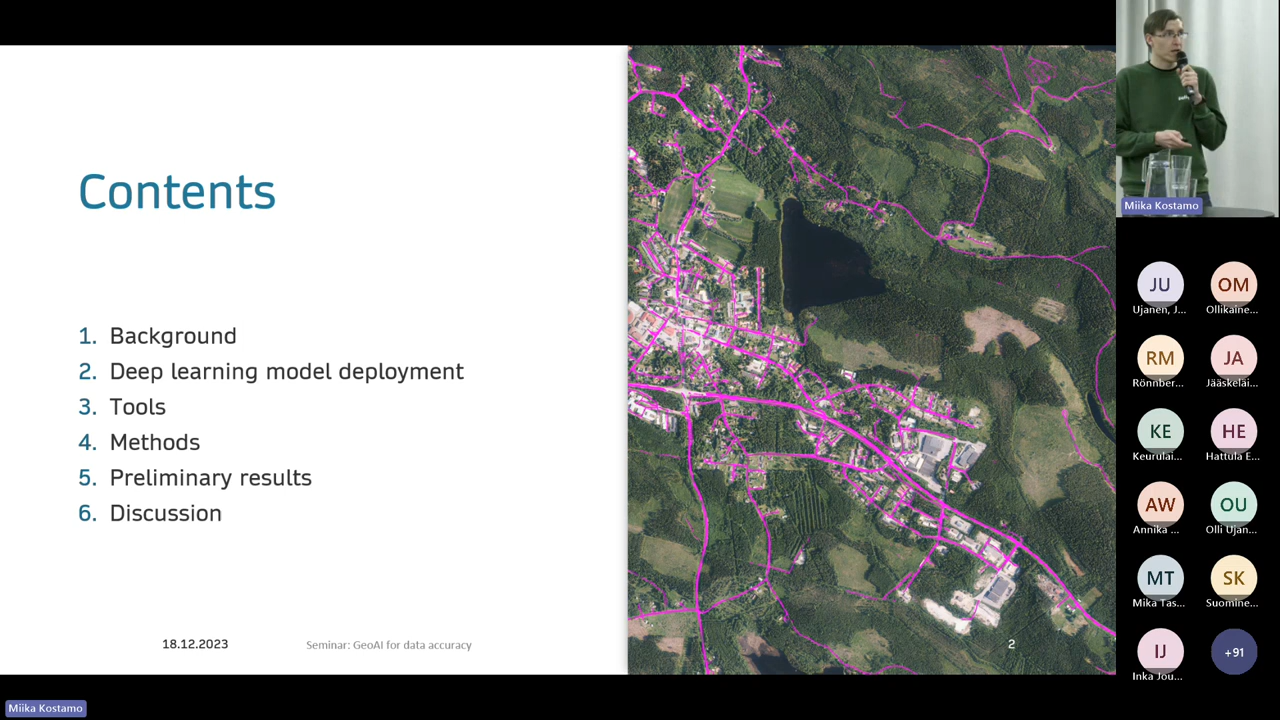 Contents
1. Background
2. Deep learning model deployment
3. Tools
4. Methods
5. Preliminary results
6. Discussion
18.12.2023
Seminar: GeoAI for data accuracy
2
Miika Kostamo
JU
OM
Ujanen, J...
Ollikaine...
RM
JA
Rönnber...
Jääskeläi...
KE
HE
Keurulai...
Hattula E...
AW
OU
Annika ...
Olli Ujan...
MT
SK
Mika Tas...
Suomine...
IJ
+91
Inka Jou...
Miika Kostamo